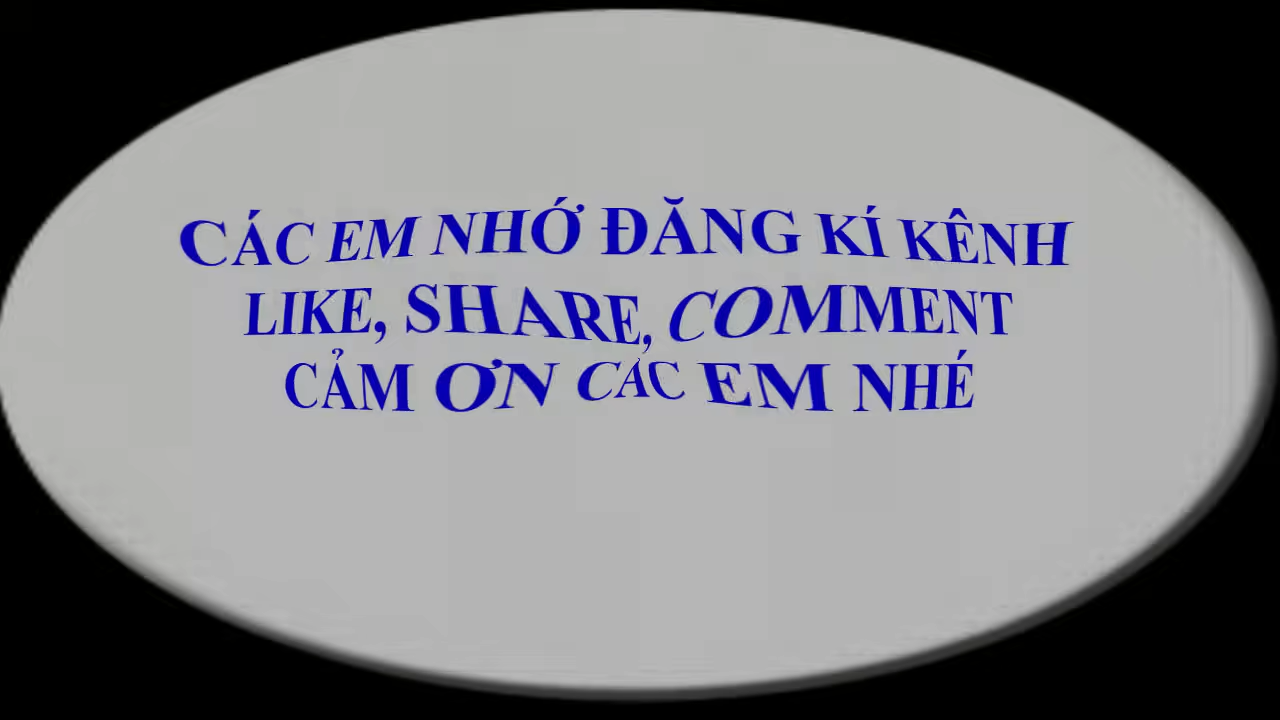 CÁC EM NHỚ ĐĂNG KÍ KÊNH
LIKE, SHARE, COMMENT
CẢM ƠN CÁC EM NHÉ